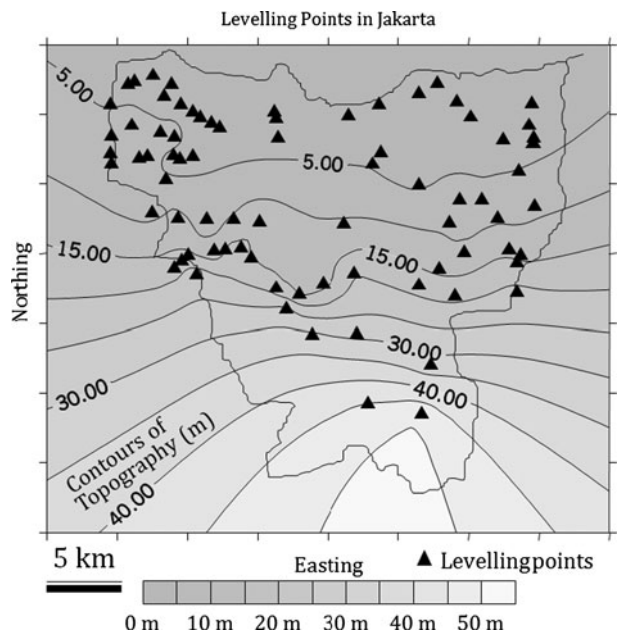 Levelling Points in Jakarta
5.00
5.00
15.00
15.00
Northing
30.00
30.00
40.00
Contours of
Topography (m)
40.00
5 km
Easting
Levellingpoints
0 m 10 m 20 m 30 m 40 m 50 m